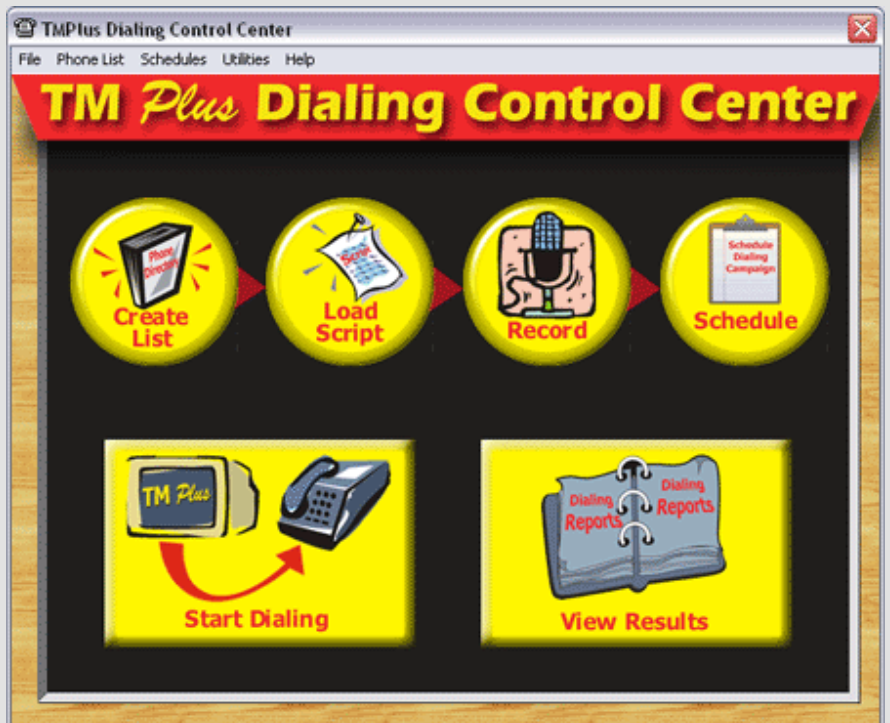 TMPlus Dialing Control Center
File Phone List Schedules Utilities Help
TM Plus Dialing Control Center
Phone
Directory
Create
List
Script
Load
Script
Record
Schedule
Dialing
Campaign
Schedule
TM Plus
Start Dialing
Dialing
Reports
Dialing
Reports
View Results